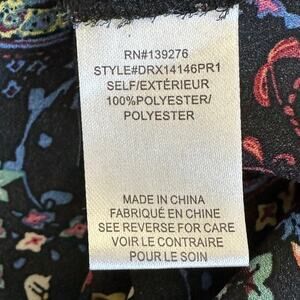 RN#139276
STYLE#DRX14146PR1
SELF/EXTÉRIEUR
100%POLYESTER/
POLYESTER
MADE IN CHINA
FABRIQUÉ EN CHINE
SEE REVERSE FOR CARE
VOIR LE CONTRAIRE
POUR LE SOIN